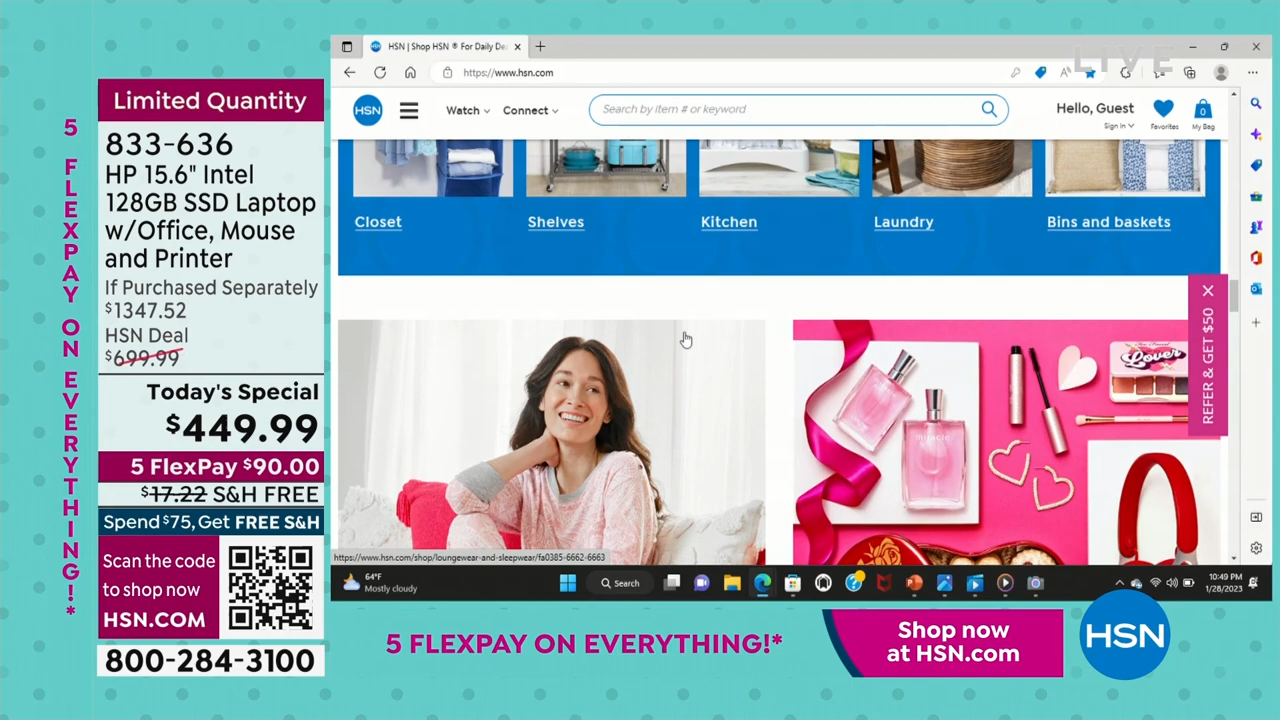 5 FLEXPAY ON EVERYTHING!*
Limited Quantity
833-636
HP 15.6" Intel
128GB SSD Laptop
w/Office, Mouse
and Printer
If Purchased Separately
$1347.52
HSN Deal
$699.99
Today's Special
$449.99
5 FlexPay $90.00
$17.22 S&H FREE
Spend $75, Get FREE S&H
Scan the code
to shop now
HSN.COM
800-284-3100
HSN | Shop HSN ® For Daily De
LIVE
https://www.hsn.com
HSN
Watch
Connect
Search by item # or keyword
Hello, Guest
Sign In
Favorites
0
My Bag
Closet
Shelves
Kitchen
Laundry
Bins and baskets
REFER & GET $50
Lover
miracle
https://www.hsn.com/shop/loungewear-and-sleepwear/fa0385-6662-6663
64°F
Mostly cloudy
Search
10:49 PM
1/28/2023
5 FLEXPAY ON EVERYTHING!*
Shop now
at HSN.com
HSN